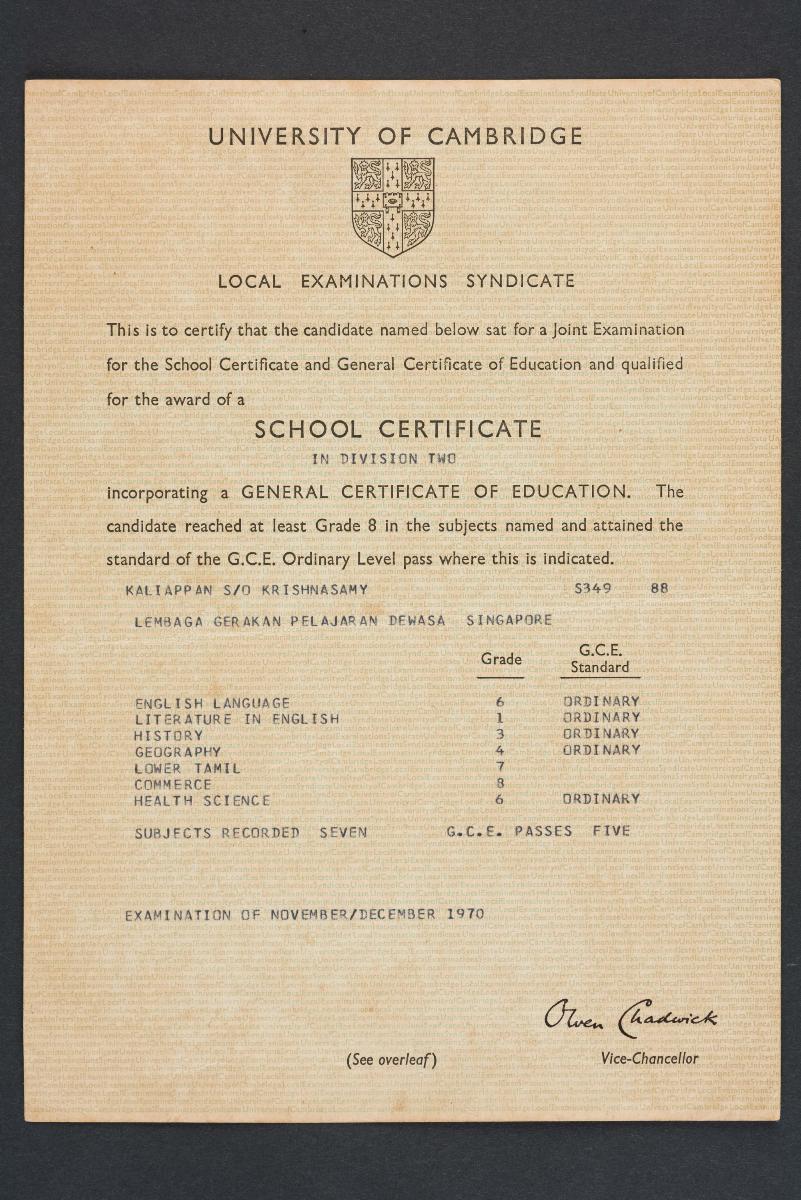 UNIVERSITY OF CAMBRIDGE
LOCAL EXAMINATIONS SYNDICATE
This is to certify that the candidate named below sat for a Joint Examination
for the School Certificate and General Certificate of Education and qualified
for the award of a
SCHOOL CERTIFICATE
IN DIVISION TWO
incorporating a GENERAL CERTIFICATE OF EDUCATION. The
candidate reached at least Grade 8 in the subjects named and attained the
standard of the G.C.E. Ordinary Level pass where this is indicated.
KALIAPPAN S/O KRISHNASAMY S349 88
LEMBAGA GERAKAN PELAJARAN DEWASA SINGAPORE
Grade G.C.E. Standard
ENGLISH LANGUAGE 6 ORDINARY
LITERATURE IN ENGLISH 1 ORDINARY
HISTORY 3 ORDINARY
GEOGRAPHY 4 ORDINARY
LOWER TAMIL 7
COMMERCE 8
HEALTH SCIENCE 6 ORDINARY
SUBJECTS RECORDED SEVEN G.C.E. PASSES FIVE
EXAMINATION OF NOVEMBER/DECEMBER 1970
Owen Chadwick
(See overleaf) Vice-Chancellor